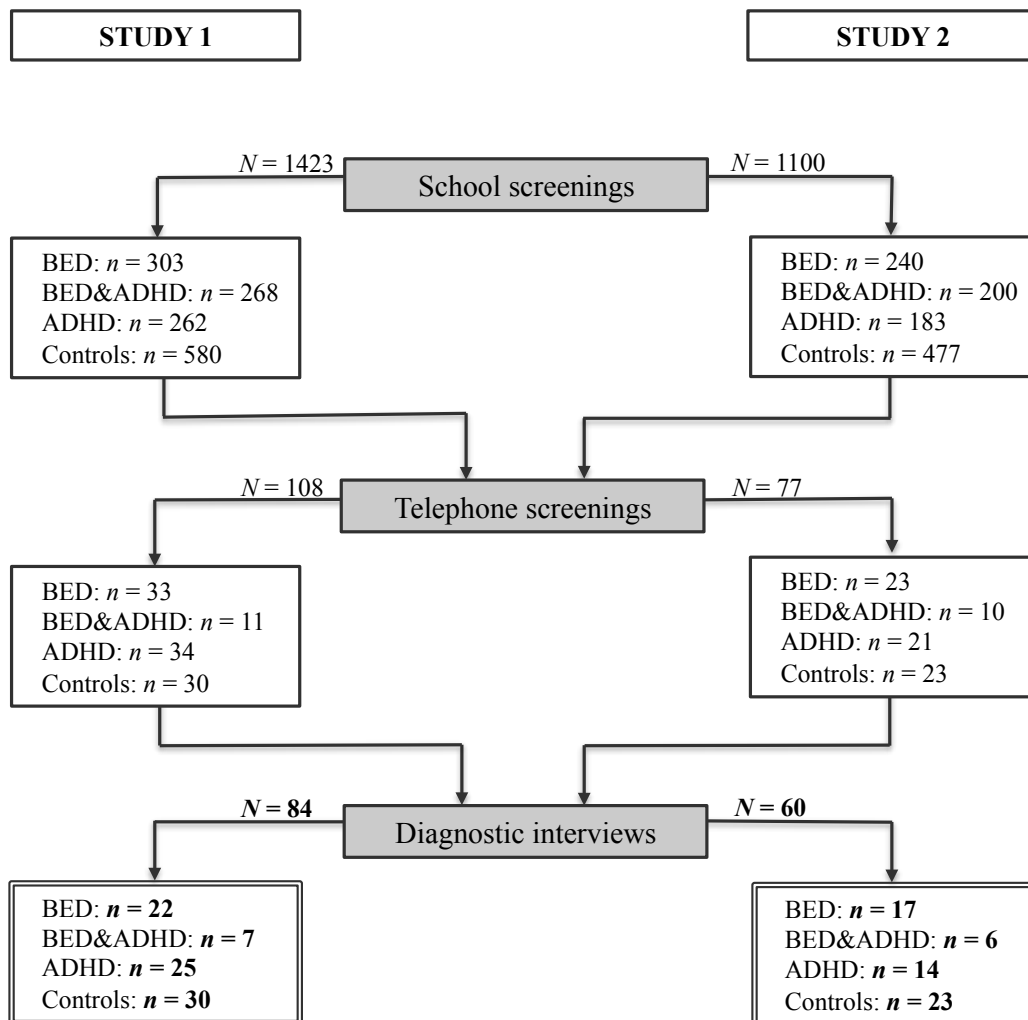 STUDY 1
STUDY 2
N = 1423
School screenings
N = 1100
BED: n = 303
BED&ADHD: n = 268
ADHD: n = 262
Controls: n = 580
BED: n = 240
BED&ADHD: n = 200
ADHD: n = 183
Controls: n = 477
N = 108
Telephone screenings
N = 77
BED: n = 33
BED&ADHD: n = 11
ADHD: n = 34
Controls: n = 30
BED: n = 23
BED&ADHD: n = 10
ADHD: n = 21
Controls: n = 23
N = 84
Diagnostic interviews
N = 60
BED: n = 22
BED&ADHD: n = 7
ADHD: n = 25
Controls: n = 30
BED: n = 17
BED&ADHD: n = 6
ADHD: n = 14
Controls: n = 23